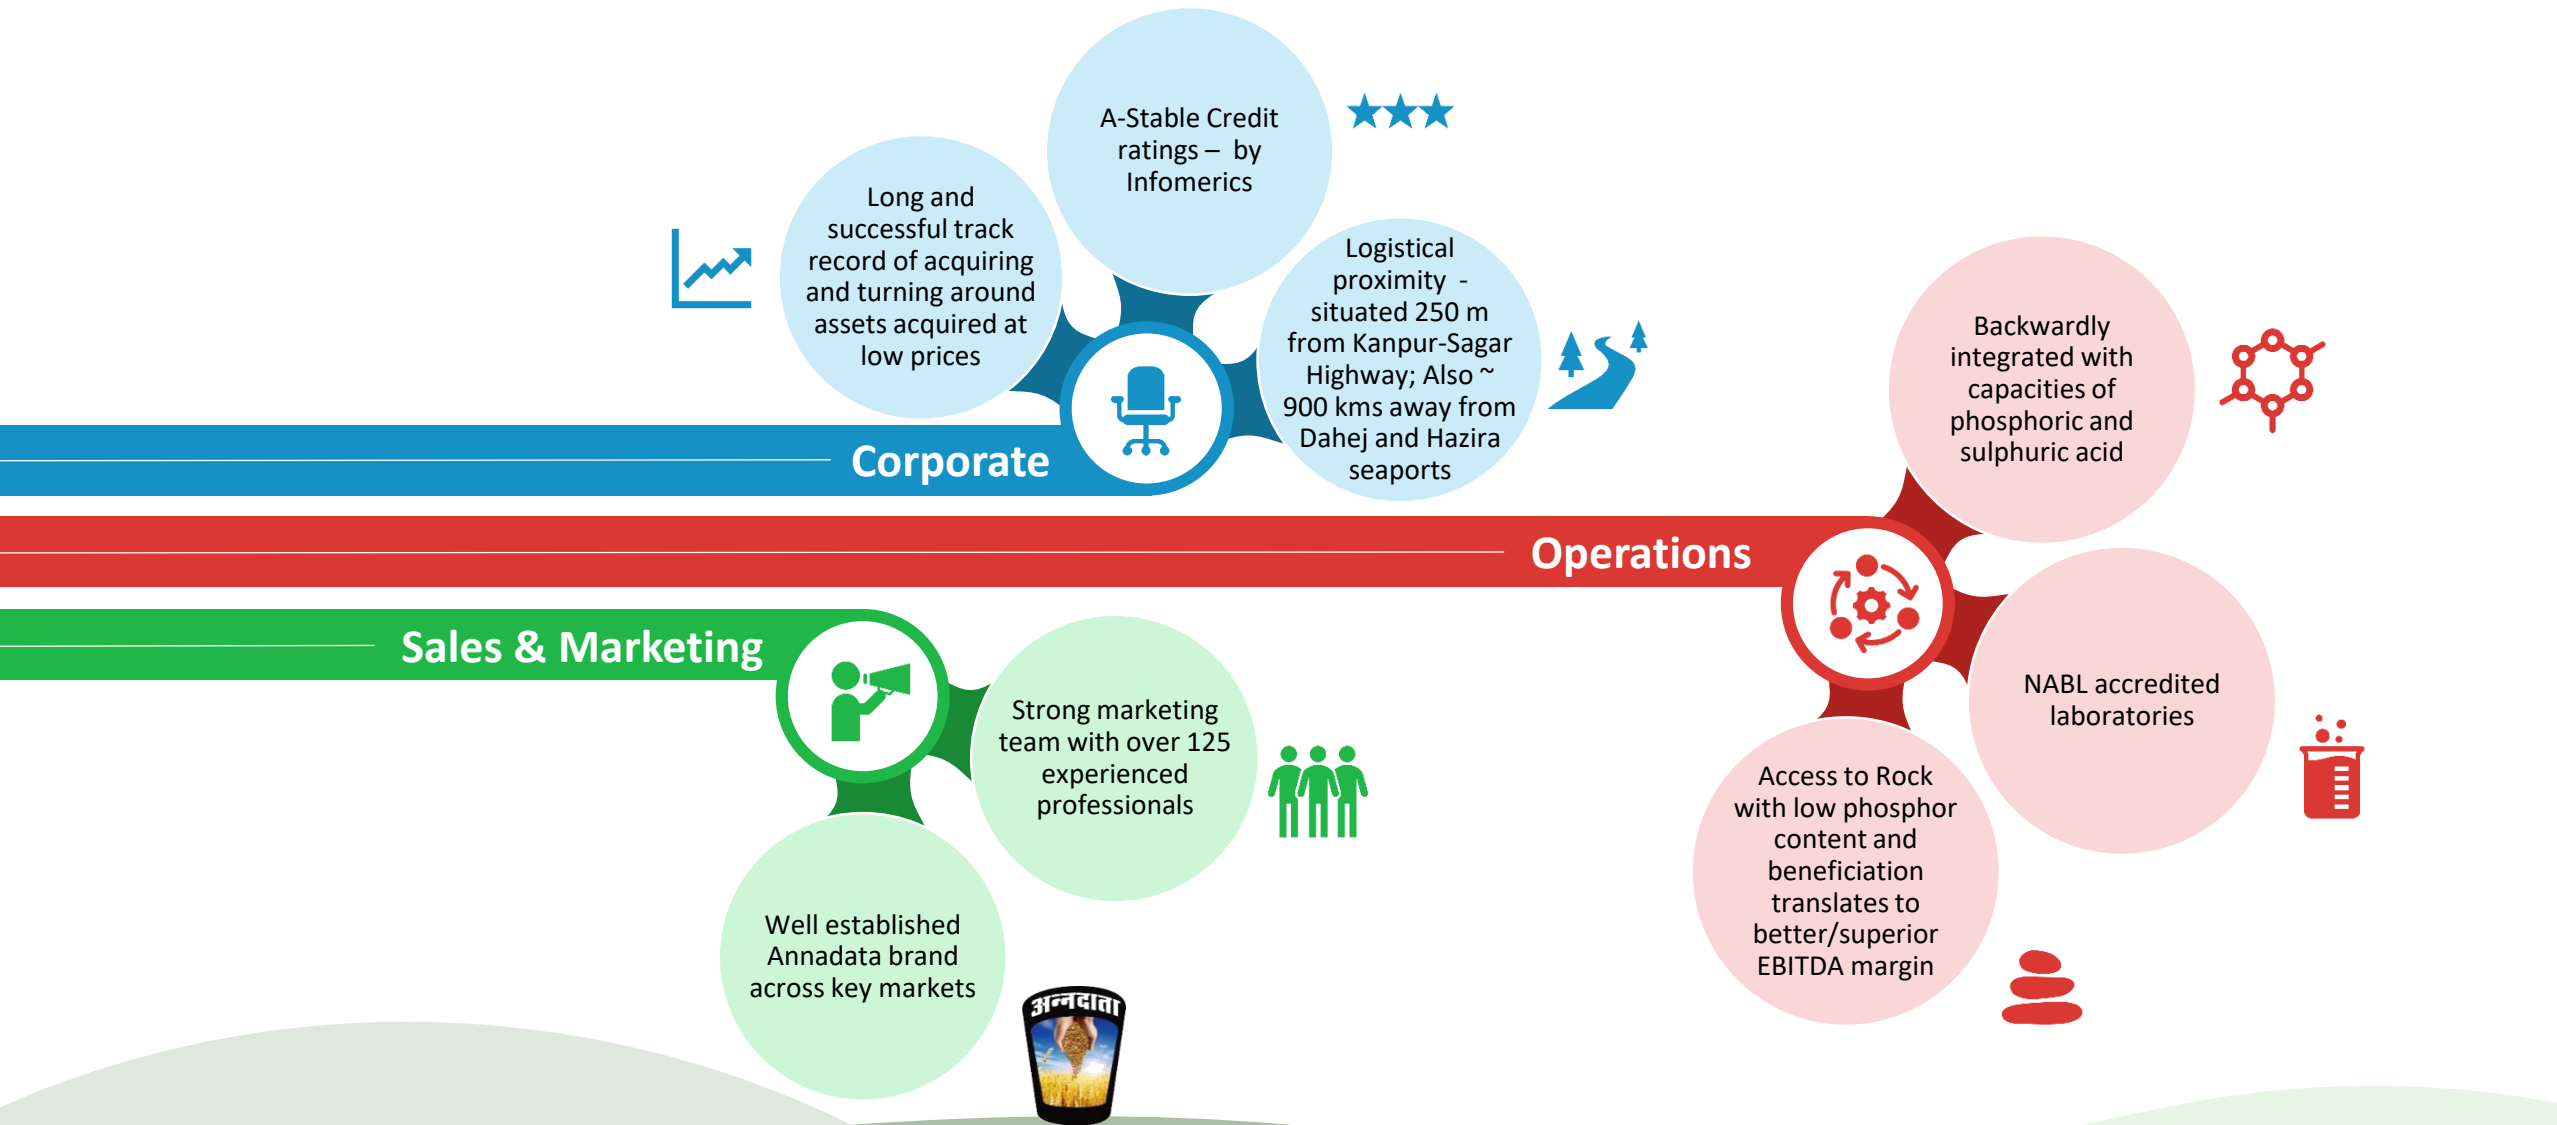 A-Stable Credit
ratings – by
Infomerics
Long and
successful track
record of acquiring
and turning around
assets acquired at
low prices
Logistical
proximity -
situated 250 m
from Kanpur-Sagar
Highway; Also ~
900 kms away from
Dahej and Hazira
seaports
Corporate
Backwardly
integrated with
capacities of
phosphoric and
sulphuric acid
Operations
NABL accredited
laboratories
Access to Rock
with low phosphor
content and
beneficiation
translates to
better/superior
EBITDA margin
Sales & Marketing
Strong marketing
team with over 125
experienced
professionals
Well established
Annadata brand
across key markets
अन्नदाता